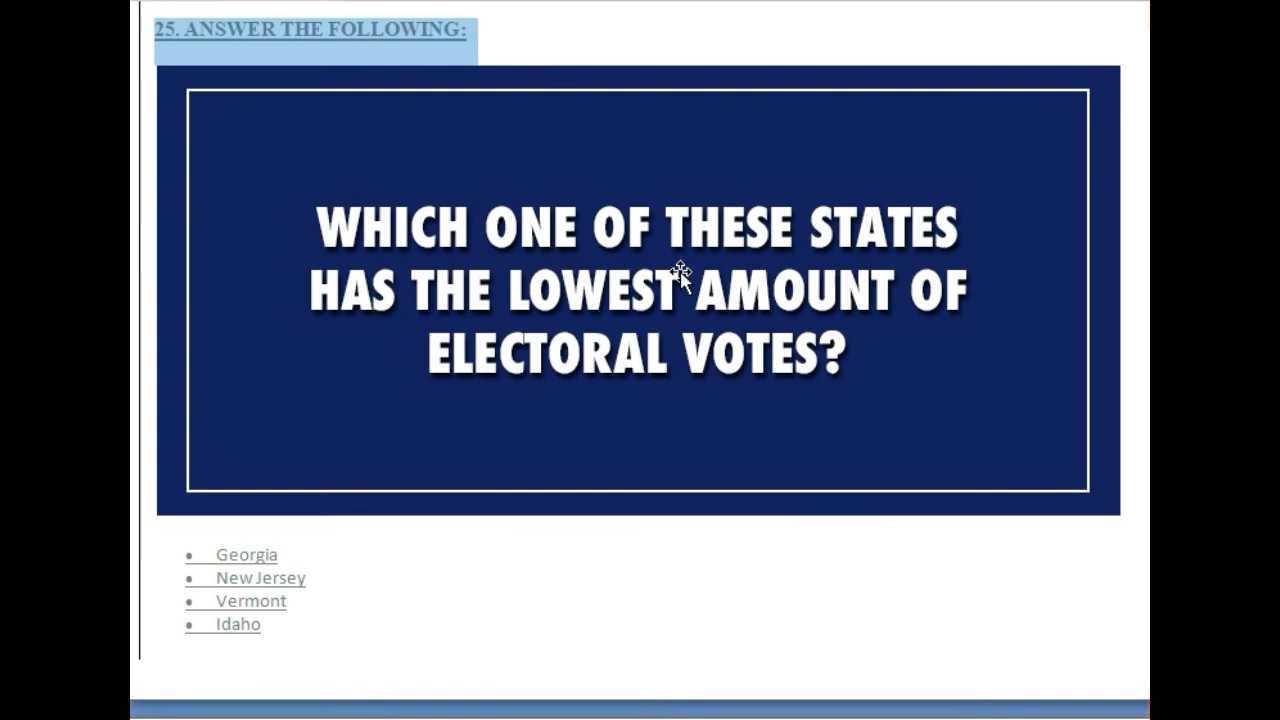 25. ANSWER THE FOLLOWING:
WHICH ONE OF THESE STATES
HAS THE LOWEST AMOUNT OF
ELECTORAL VOTES?
• Georgia
• New Jersey
• Vermont
• Idaho